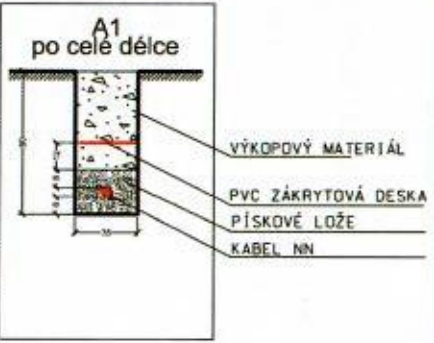 A1
po celé délce
VÝKOPOVÝ MATERIÁL
PVC ZÁKRYTOVÁ DESKA
PÍSKOVÉ LOŽE
KABEL NN